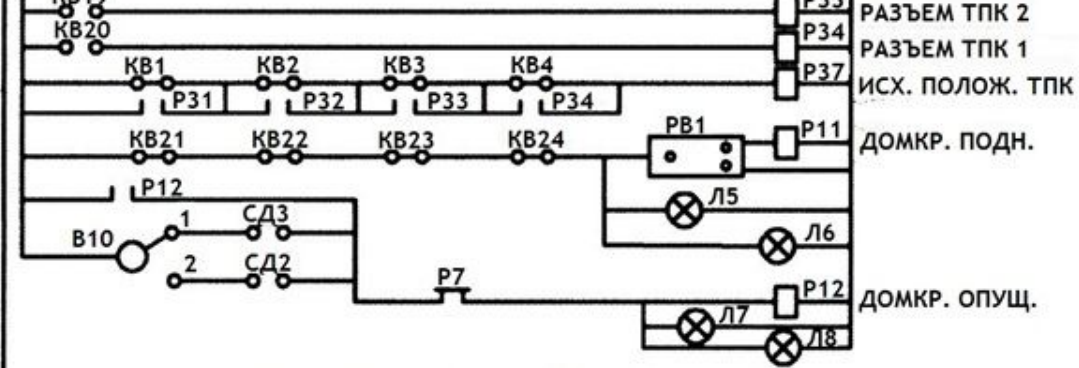 Р33
РАЗЪЕМ ТПК 2
КВ20
Р34
РАЗЪЕМ ТПК 1
КВ1 КВ2 КВ3 КВ4 Р37
ИСХ. ПОЛОЖ. ТПК
Р31 Р32 Р33 Р34
КВ21 КВ22 КВ23 КВ24 РВ1 Р11
ДОМКР. ПОДН.
Р12
Л5
1 СД3
В10
Л6
2 СД2
Р7 Р12
ДОМКР. ОПУЩ.
Л7
Л8